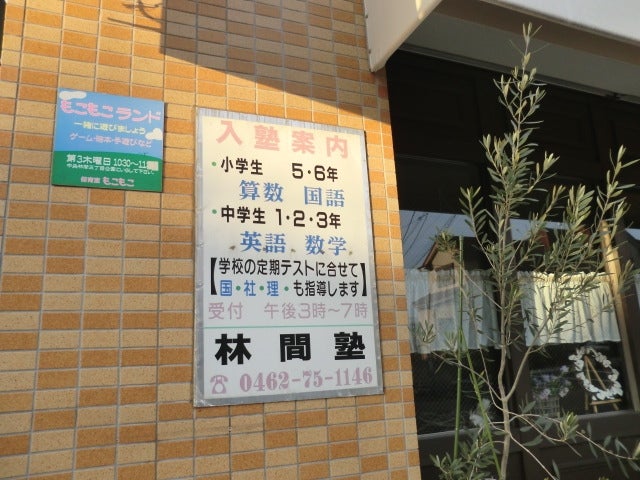 もこもこランド
一緒に遊びましょう
ゲーム・絵本・手遊びなど
第3木曜日 1030〜11
保育室 もこもこ
入塾案内
・小学生 5・6年
算数 国語
・中学生 1・2・3年
英語 数学
【学校の定期テストに合せて
国・社・理・も指導します】
受付 午後3時〜7時
林間塾
☎ 0462-75-1146